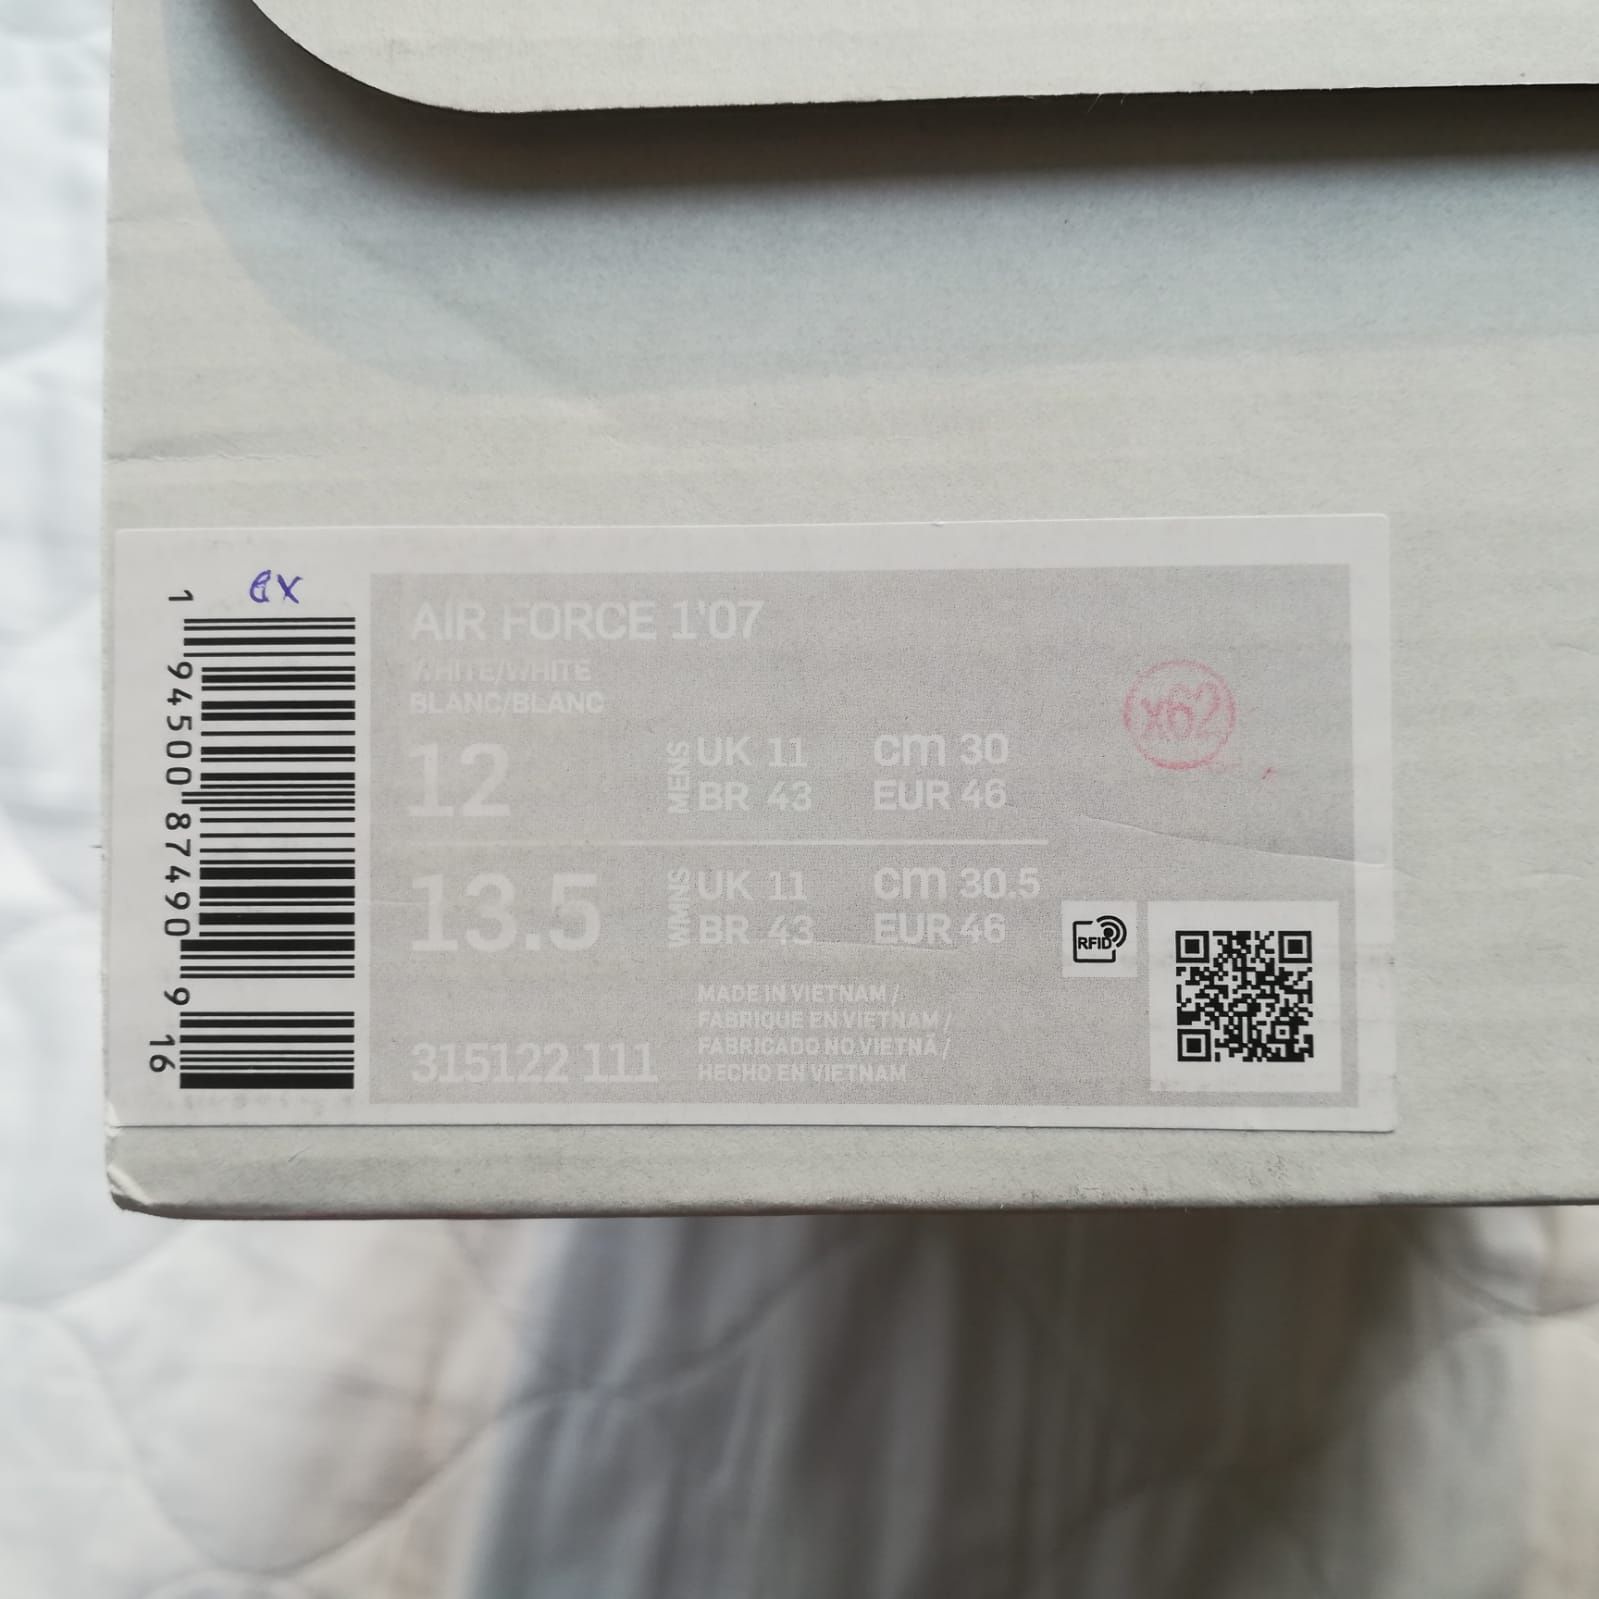 ex
1 94500 87490 9 16
AIR FORCE 1'07
WHITE/WHITE
BLANC/BLANC
12
MENS
UK 11
cm 30
BR 43
EUR 46
x62
13.5
WMNS
UK 11
cm 30.5
BR 43
EUR 46
RFID
315122 111
MADE IN VIETNAM /
FABRIQUE EN VIETNAM /
FABRICADO NO VIETNÃ /
HECHO EN VIETNAM